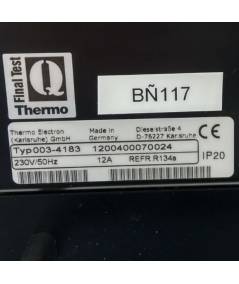 Final Test
Q
Thermo
BÑ117
Thermo Electron
(Karlsruhe) GmbH
Made in
Germany
Dieselstraße 4
D-76227 Karlsruhe
CE
Typ003-4183 1200400070024
230V/50Hz 12A REFR R134a
IP20